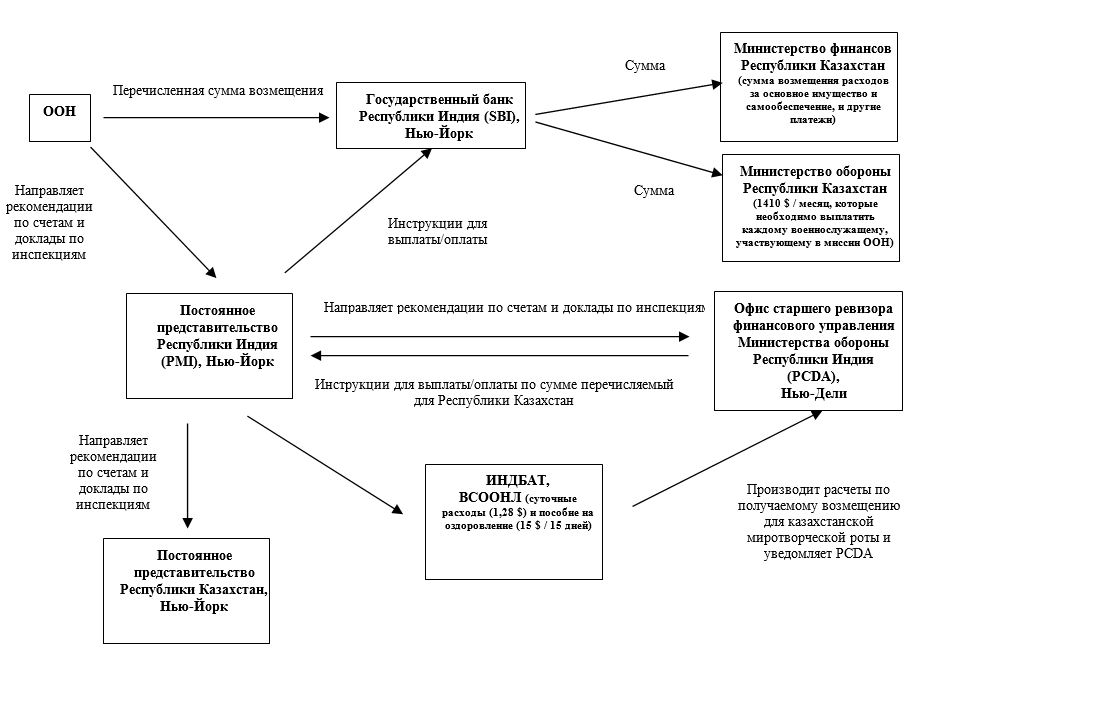 ООН
Перечисленная сумма возмещения
Государственный банк
Республики Индия (SBI),
Нью-Йорк
Сумма
Министерство финансов
Республики Казахстан
(сумма возмещения расходов
за основное имущество и
самообеспечение, и другие
платежи)
Сумма
Министерство обороны
Республики Казахстан
(1410 $ / месяц, которые
необходимо выплатить
каждому военнослужащему,
участвующему в миссии ООН)
Направляет
рекомендации
по счетам и
доклады по
инспекциям
Инструкции для
выплаты/оплаты
Постоянное
представительство
Республики Индия
(PMI), Нью-Йорк
Направляет рекомендации по счетам и доклады по инспекциям
Инструкции для выплаты/оплаты по сумме перечисляемый
для Республики Казахстан
Офис старшего ревизора
финансового управления
Министерства обороны
Республики Индия
(PCDA),
Нью-Дели
Направляет
рекомендации
по счетам и
доклады по
инспекциям
ИНДБАТ,
ВСООНЛ (суточные
расходы (1,28 $) и пособие на
оздоровление (15 $ / 15 дней)
Производит расчеты по
получаемому возмещению
для казахстанской
миротворческой роты и
уведомляет PCDA
Постоянное
представительство
Республики Казахстан,
Нью-Йорк